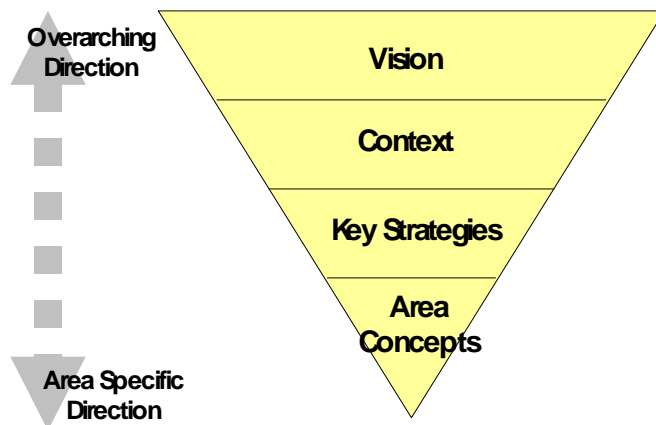 Overarching
Direction
Vision
Context
Key Strategies
Area
Concepts
Area Specific
Direction